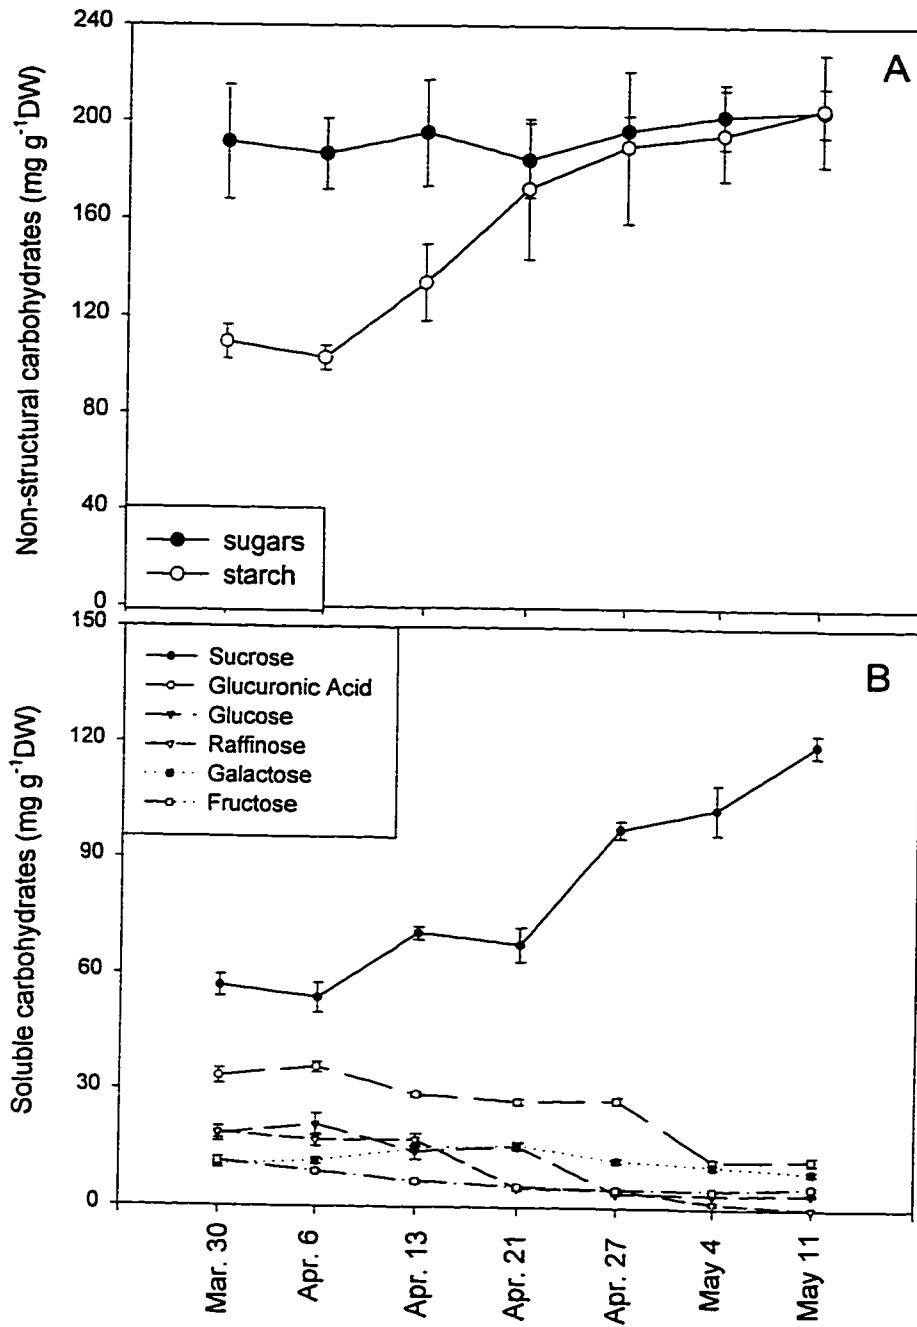 240
200
160
120
80
40
0
Non-structural carbohydrates (mg g⁻¹DW)
A
sugars
starch
150
120
90
60
30
0
Soluble carbohydrates (mg g⁻¹DW)
B
Sucrose
Glucuronic Acid
Glucose
Raffinose
Galactose
Fructose
Mar. 30
Apr. 6
Apr. 13
Apr. 21
Apr. 27
May 4
May 11